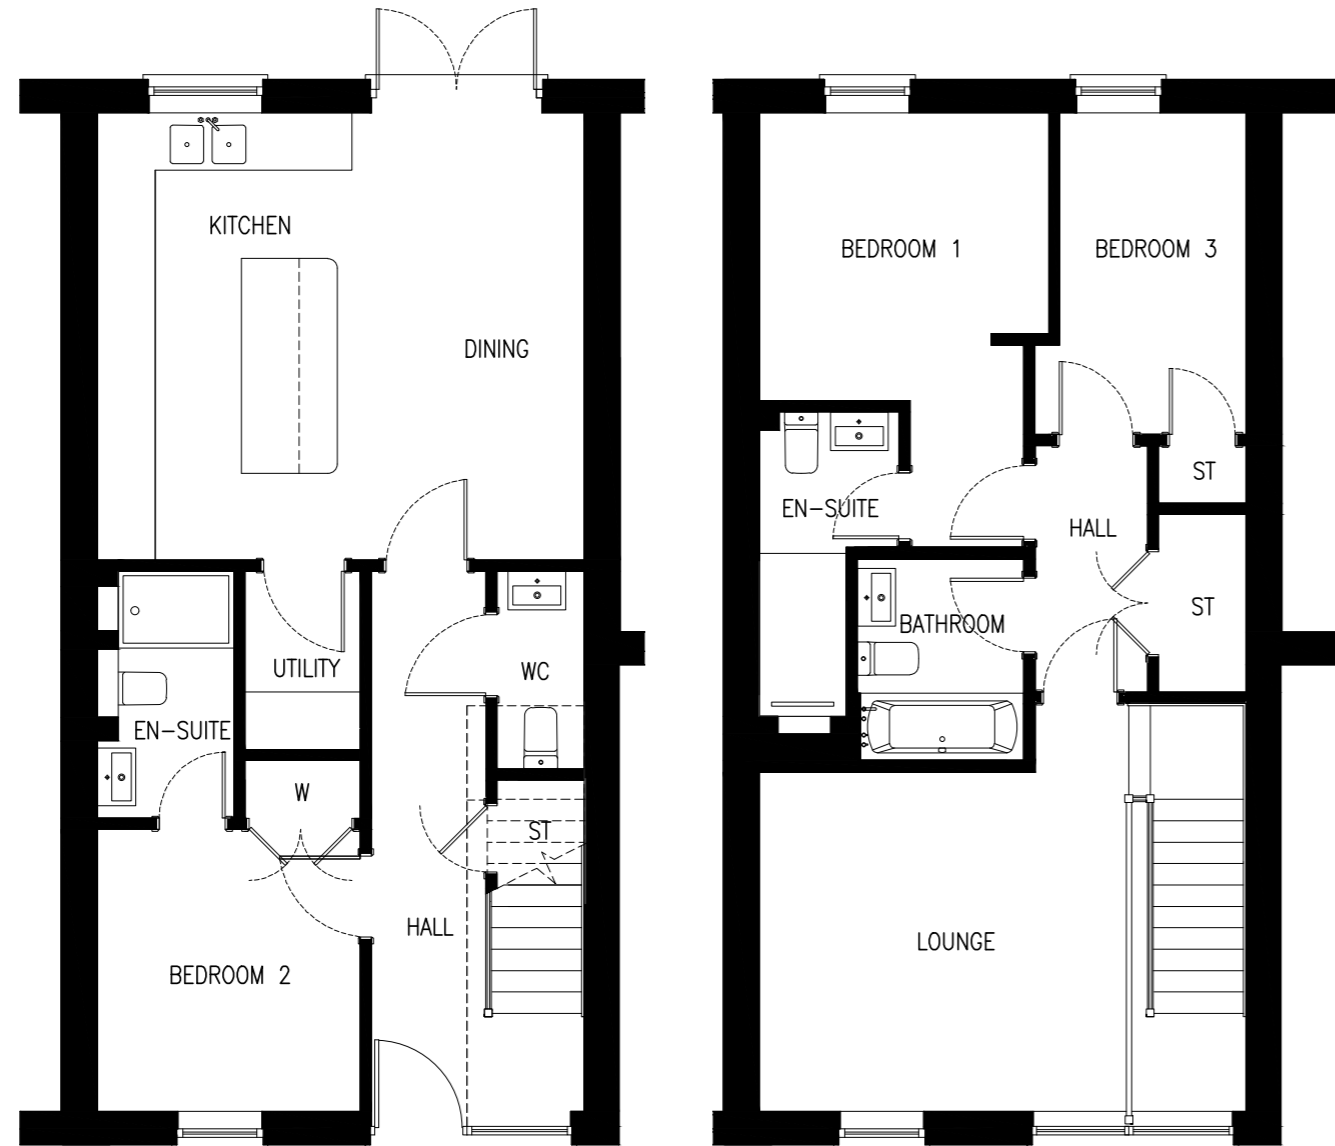 KITCHEN
DINING
UTILITY
WC
EN-SUITE
W
ST
HALL
BEDROOM 2
BEDROOM 1
BEDROOM 3
ST
EN-SUITE
HALL
ST
BATHROOM
LOUNGE